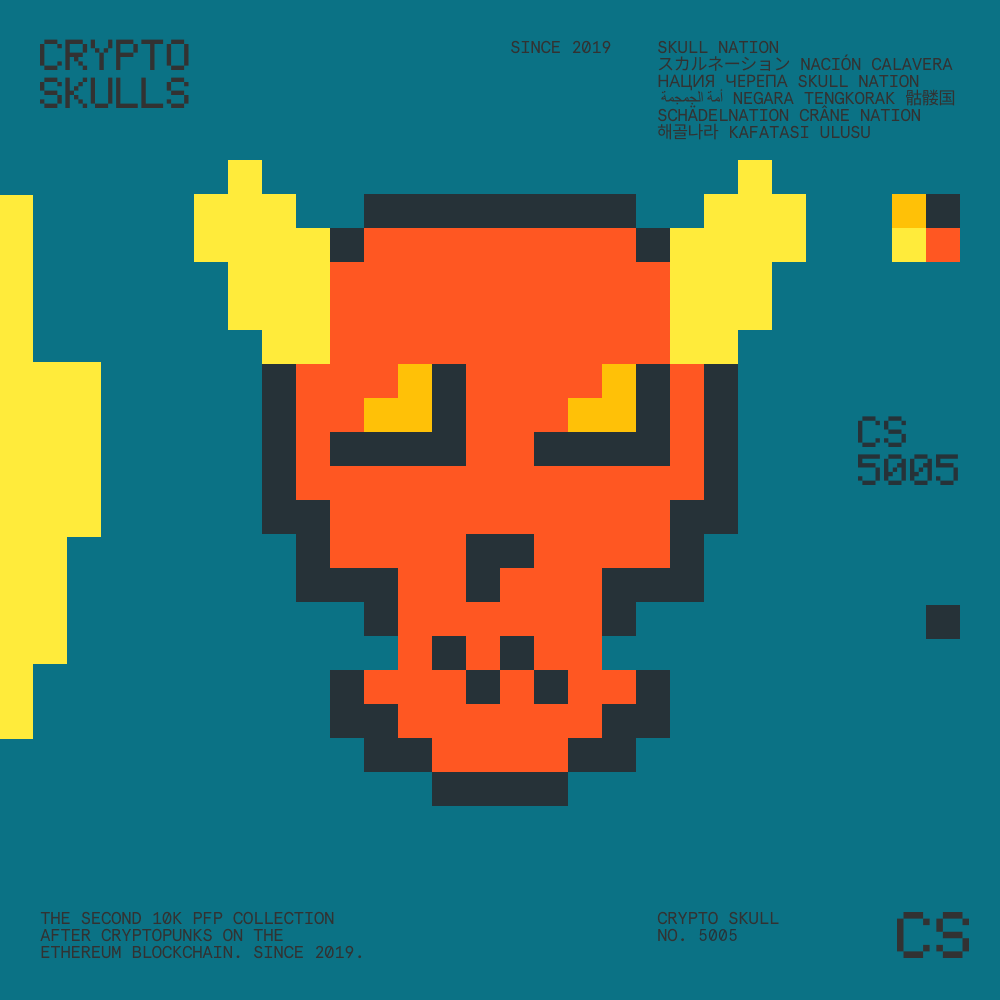 CRYPTO
SKULLS
SINCE 2019
SKULL NATION
スカルネーション NACIÓN CALAVERA
НАЦИЯ ЧЕРЕПА SKULL NATION
أمة الجمجمة NEGARA TENGKORAK 骷髅国
SCHÄDELNATION CRÂNE NATION
해골나라 KAFATASI ULUSU
CS
5005
THE SECOND 10K PFP COLLECTION
AFTER CRYPTOPUNKS ON THE
ETHEREUM BLOCKCHAIN. SINCE 2019.
CRYPTO SKULL
NO. 5005
CS